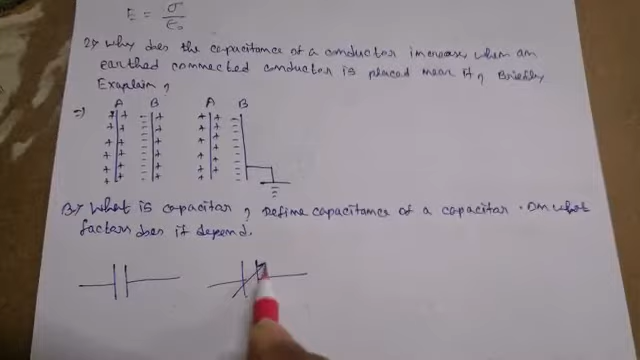 E = σ/ε₀
2) Why does the capacitance of a conductor increase, when an
earthed connected conductor is placed near it, Briefly
Exaplain,
⇒) A B A B
3) What is capacitor, Define capacitance of a capacitor. On what
factors does it depend.